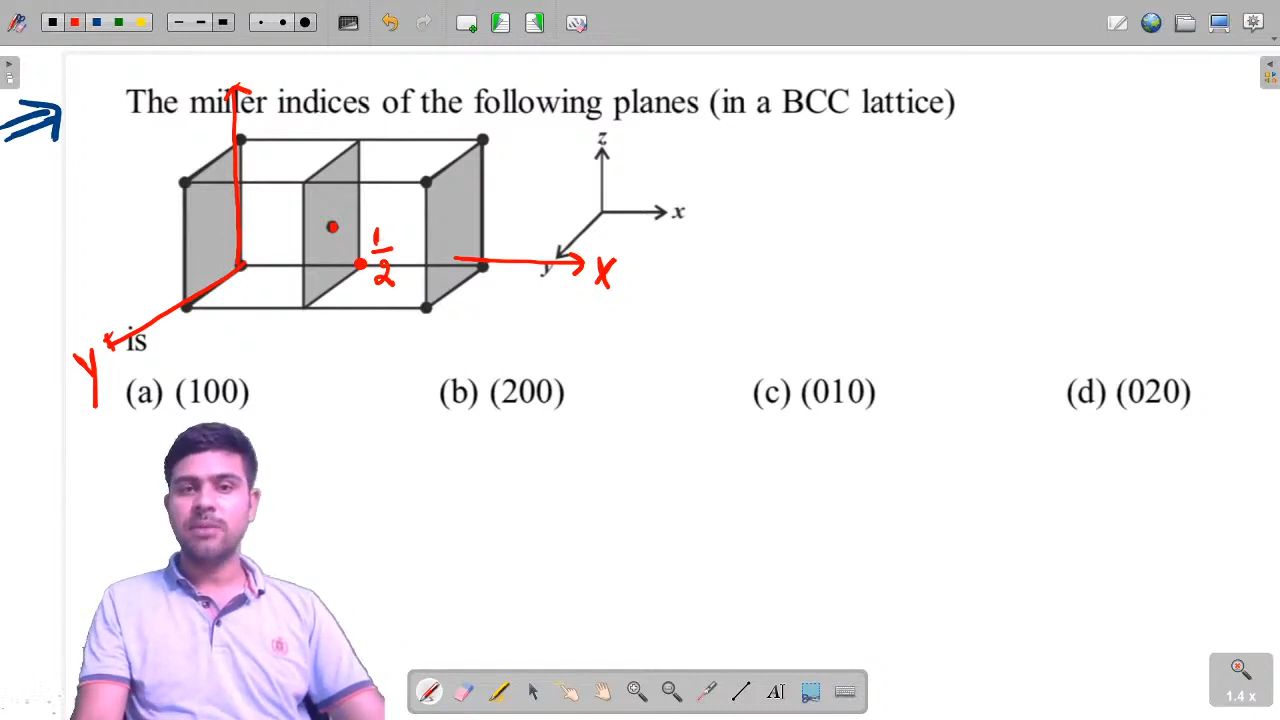 The miller indices of the following planes (in a BCC lattice)
z
x
y
1/2
X
Y
is
(a) (100) (b) (200) (c) (010) (d) (020)
AI
1.4 x